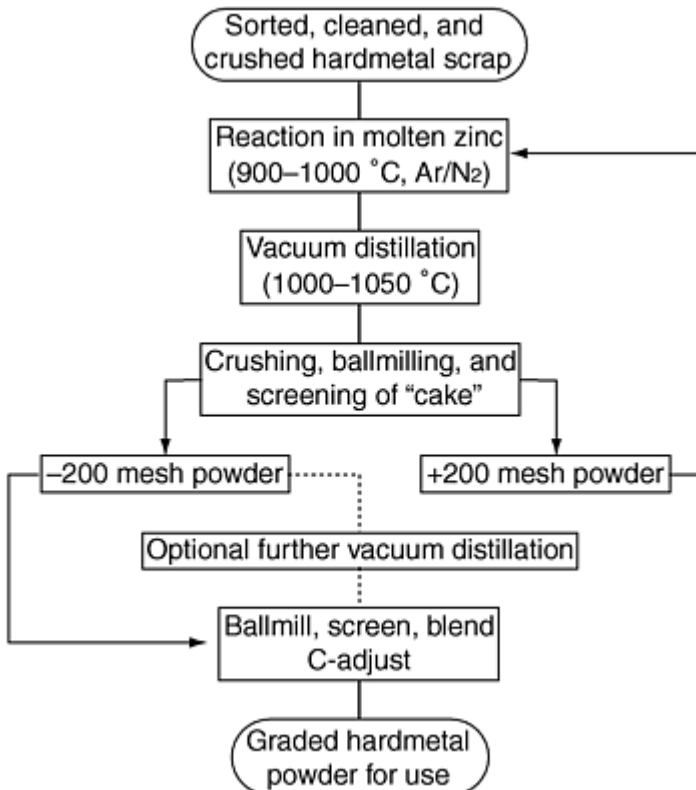 Sorted, cleaned, and
crushed hardmetal scrap
Reaction in molten zinc
(900–1000 ˚C, Ar/N₂)
Vacuum distillation
(1000–1050 ˚C)
Crushing, ballmilling, and
screening of “cake”
–200 mesh powder
+200 mesh powder
Optional further vacuum distillation
Ballmill, screen, blend
C-adjust
Graded hardmetal
powder for use